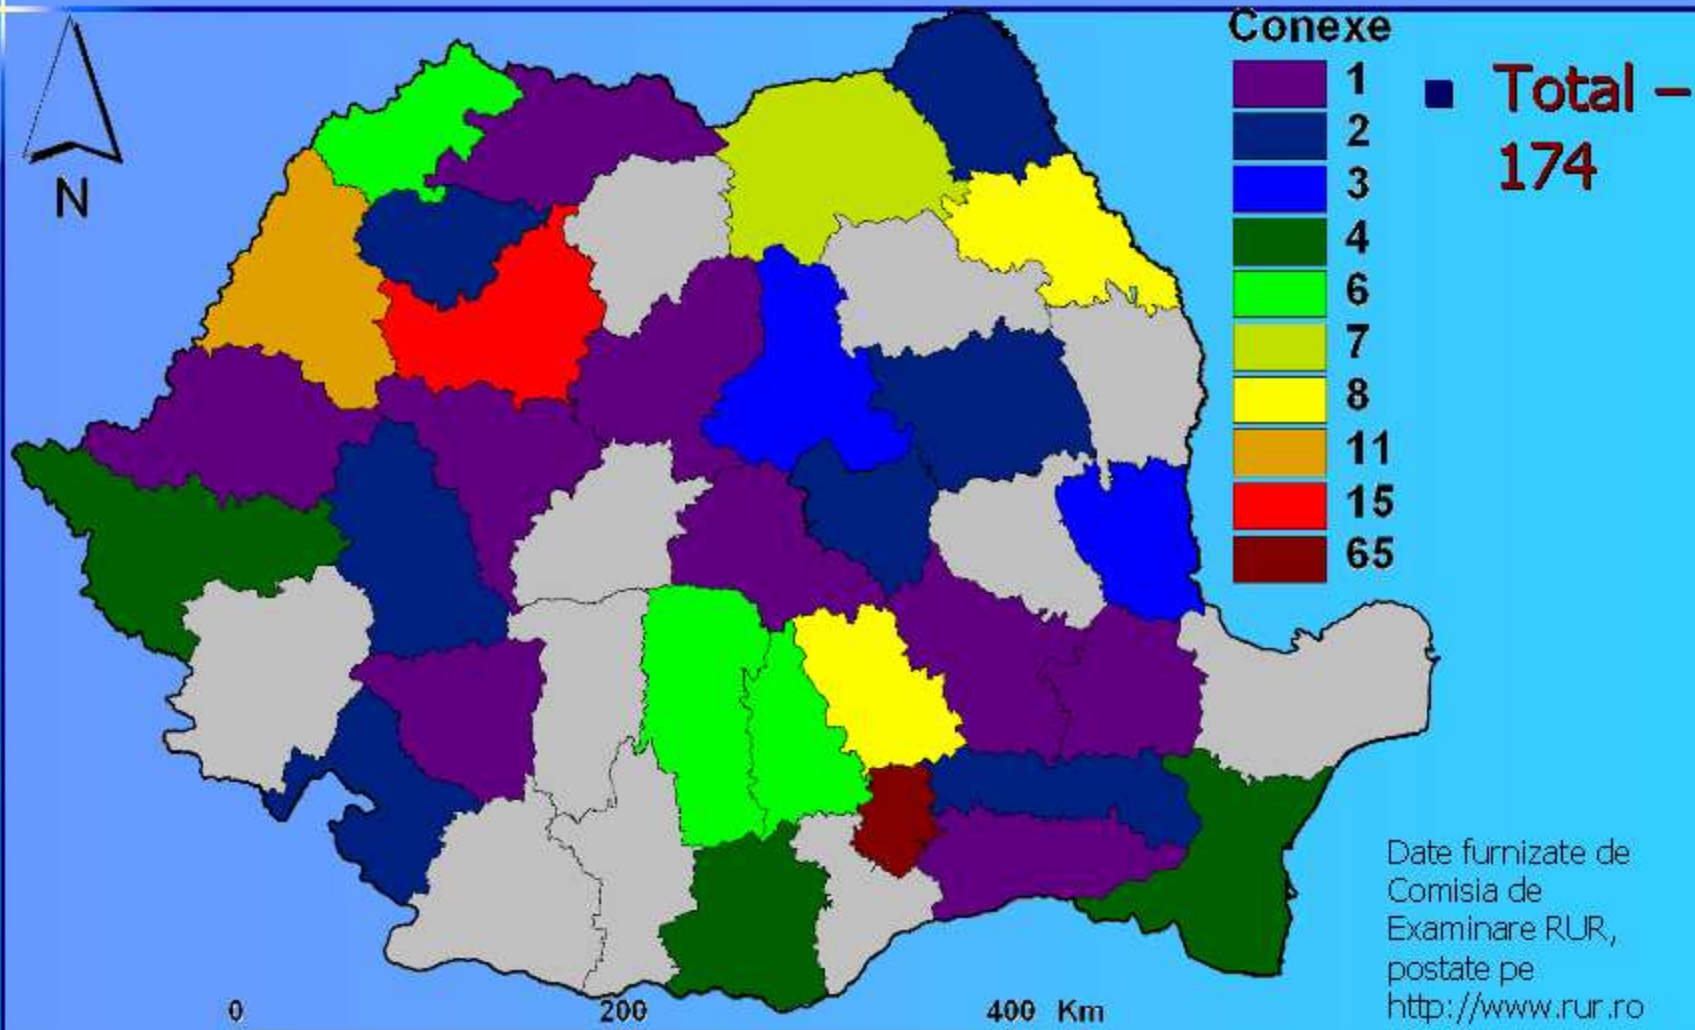 Conexe
1
2
3
4
6
7
8
11
15
65
Total –
174
N
Date furnizate de
Comisia de
Examinare RUR,
postate pe
http://www.rur.ro
0 200 400 Km